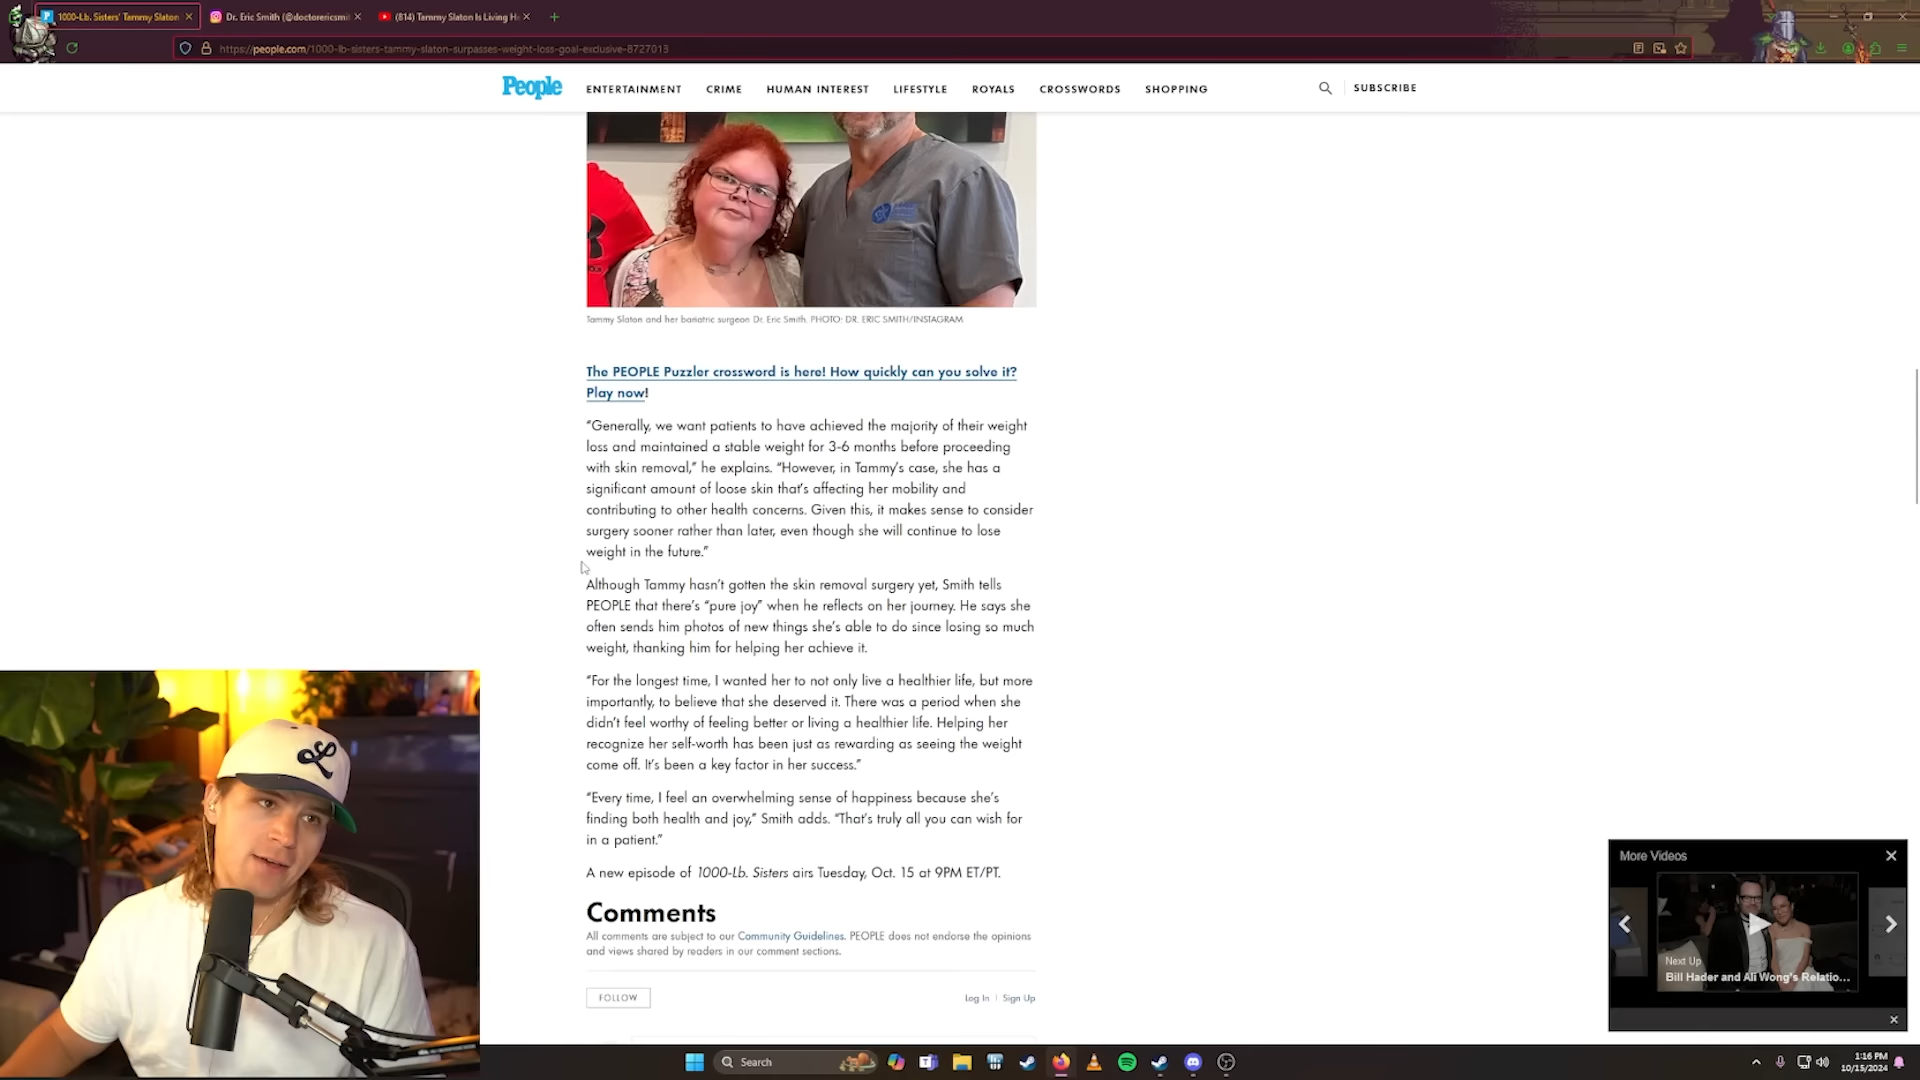 1000-Lb. Sisters' Tammy Slaton
Dr. Eric Smith (@doctorericsmit
(814) Tammy Slaton Is Living H
https://people.com/1000-lb-sisters-tammy-slaton-surpasses-weight-loss-goal-exclusive-8727013
People
ENTERTAINMENT CRIME HUMAN INTEREST LIFESTYLE ROYALS CROSSWORDS SHOPPING
SUBSCRIBE
Tammy Slaton and her bariatric surgeon Dr. Eric Smith. PHOTO: DR. ERIC SMITH/INSTAGRAM
The PEOPLE Puzzler crossword is here! How quickly can you solve it?
Play now!
“Generally, we want patients to have achieved the majority of their weight
loss and maintained a stable weight for 3-6 months before proceeding
with skin removal,” he explains. “However, in Tammy’s case, she has a
significant amount of loose skin that’s affecting her mobility and
contributing to other health concerns. Given this, it makes sense to consider
surgery sooner rather than later, even though she will continue to lose
weight in the future.”
Although Tammy hasn’t gotten the skin removal surgery yet, Smith tells
PEOPLE that there’s “pure joy” when he reflects on her journey. He says she
often sends him photos of new things she’s able to do since losing so much
weight, thanking him for helping her achieve it.
“For the longest time, I wanted her to not only live a healthier life, but more
importantly, to believe that she deserved it. There was a period when she
didn’t feel worthy of feeling better or living a healthier life. Helping her
recognize her self-worth has been just as rewarding as seeing the weight
come off. It’s been a key factor in her success.”
“Every time, I feel an overwhelming sense of happiness because she’s
finding both health and joy,” Smith adds. “That’s truly all you can wish for
in a patient.”
A new episode of 1000-Lb. Sisters airs Tuesday, Oct. 15 at 9PM ET/PT.
Comments
All comments are subject to our Community Guidelines. PEOPLE does not endorse the opinions
and views shared by readers in our comment sections.
FOLLOW
Log In | Sign Up
More Videos
Next Up
Bill Hader and Ali Wong's Relatio...
Search
1:16 PM
10/15/2024